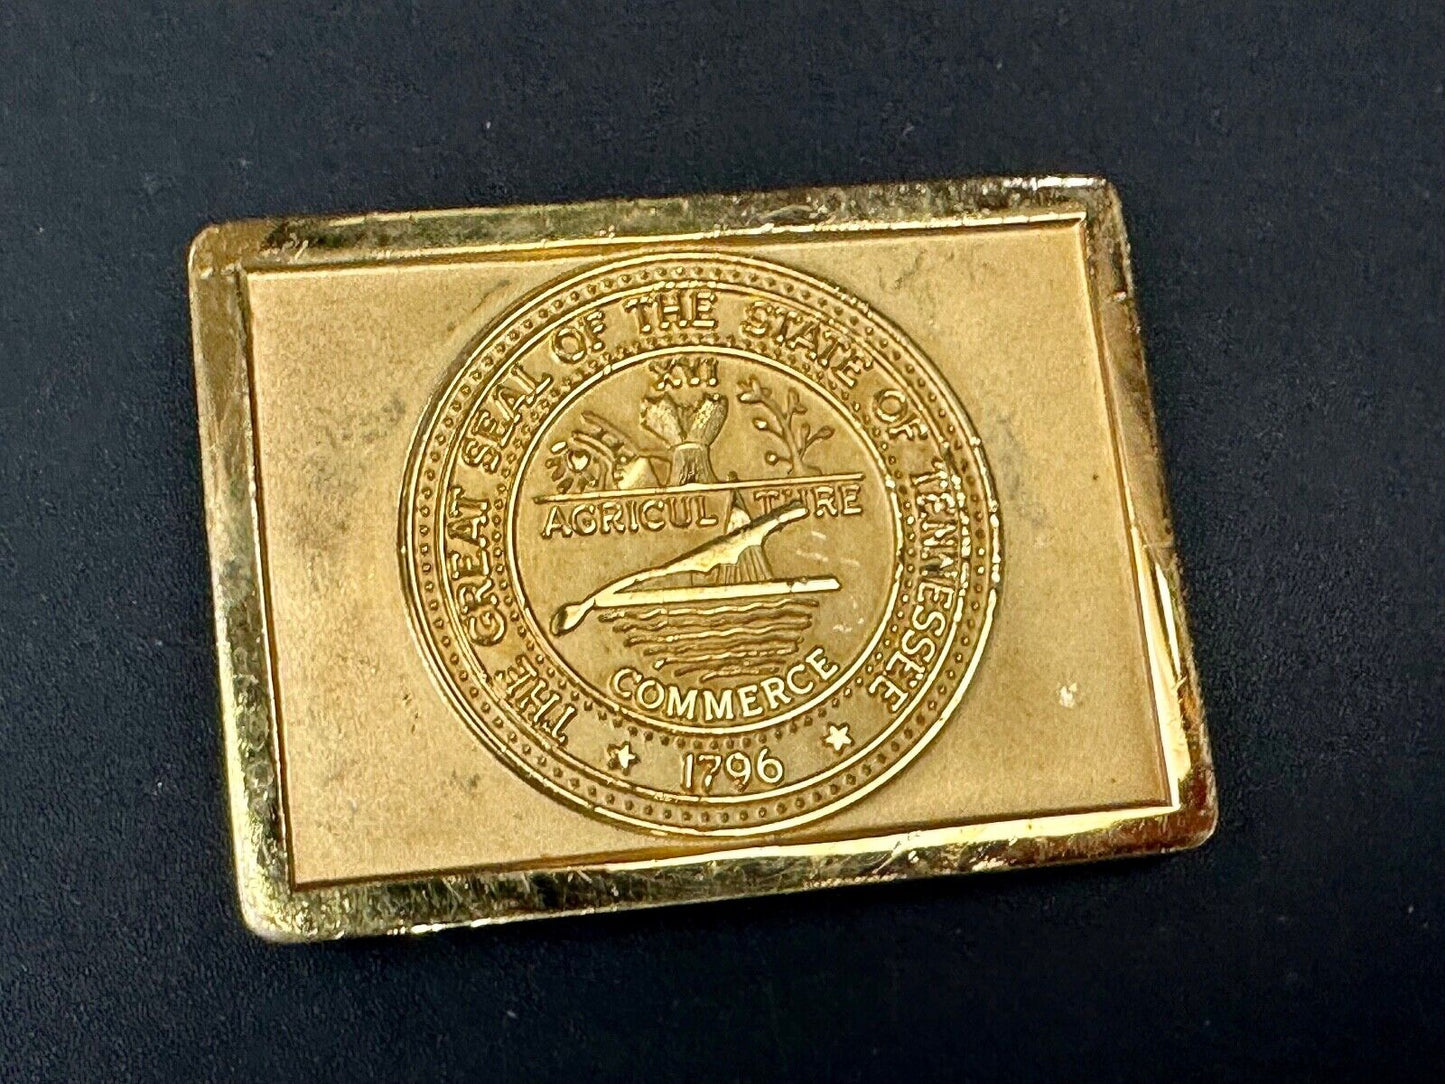 THE GREAT SEAL OF THE STATE OF TENNESSEE
XVI
AGRICULTURE
COMMERCE
1796